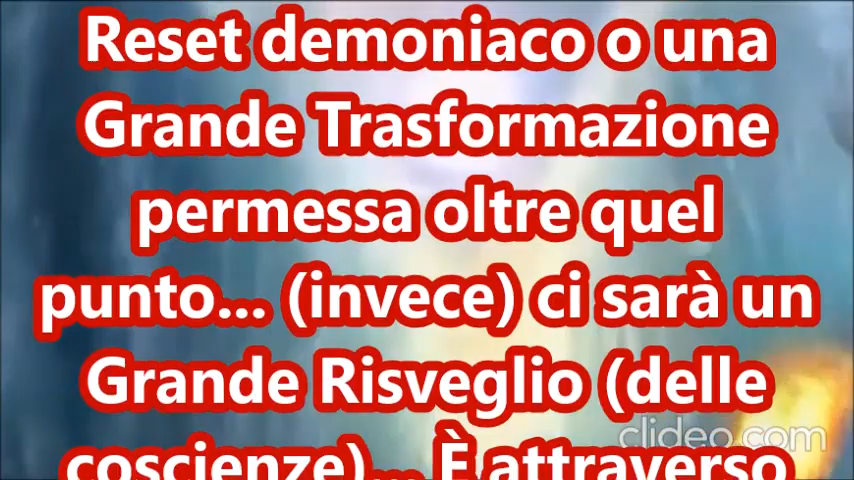 Reset demoniaco o una
Grande Trasformazione
permessa oltre quel
punto... (invece) ci sarà un
Grande Risveglio (delle
coscienze)... È attraverso
clideo.com